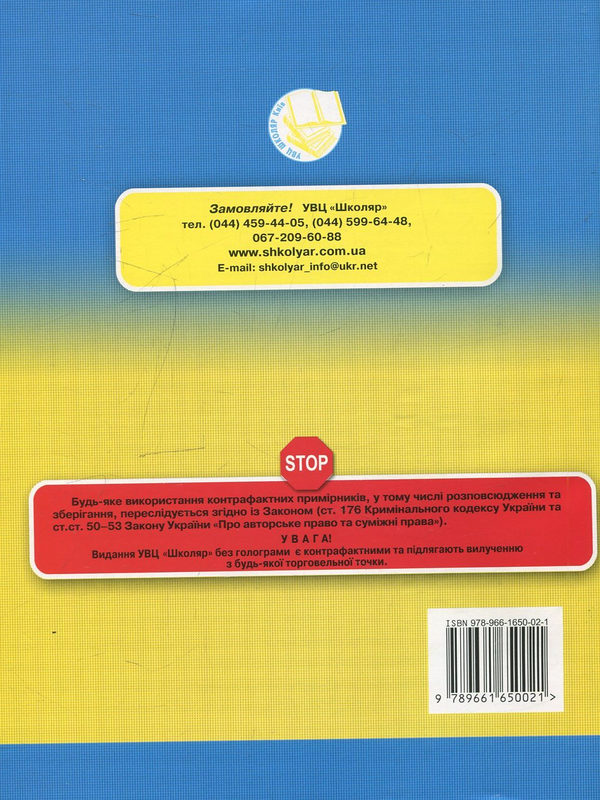 УВЦ ШКОЛЯР Київ
Замовляйте! УВЦ «Школяр»
тел. (044) 459-44-05, (044) 599-64-48,
067-209-60-88
www.shkolyar.com.ua
E-mail: shkolyar_info@ukr.net
STOP
Будь-яке використання контрафактних примірників, у тому числі розповсюдження та
зберігання, переслідується згідно із Законом (ст. 176 Кримінального кодексу України та
ст.ст. 50–53 Закону України «Про авторське право та суміжні права»).
У В А Г А!
Видання УВЦ «Школяр» без голограми є контрафактними та підлягають вилученню
з будь-якої торговельної точки.
ISBN 978-966-1650-02-1
9 789661 650021 >